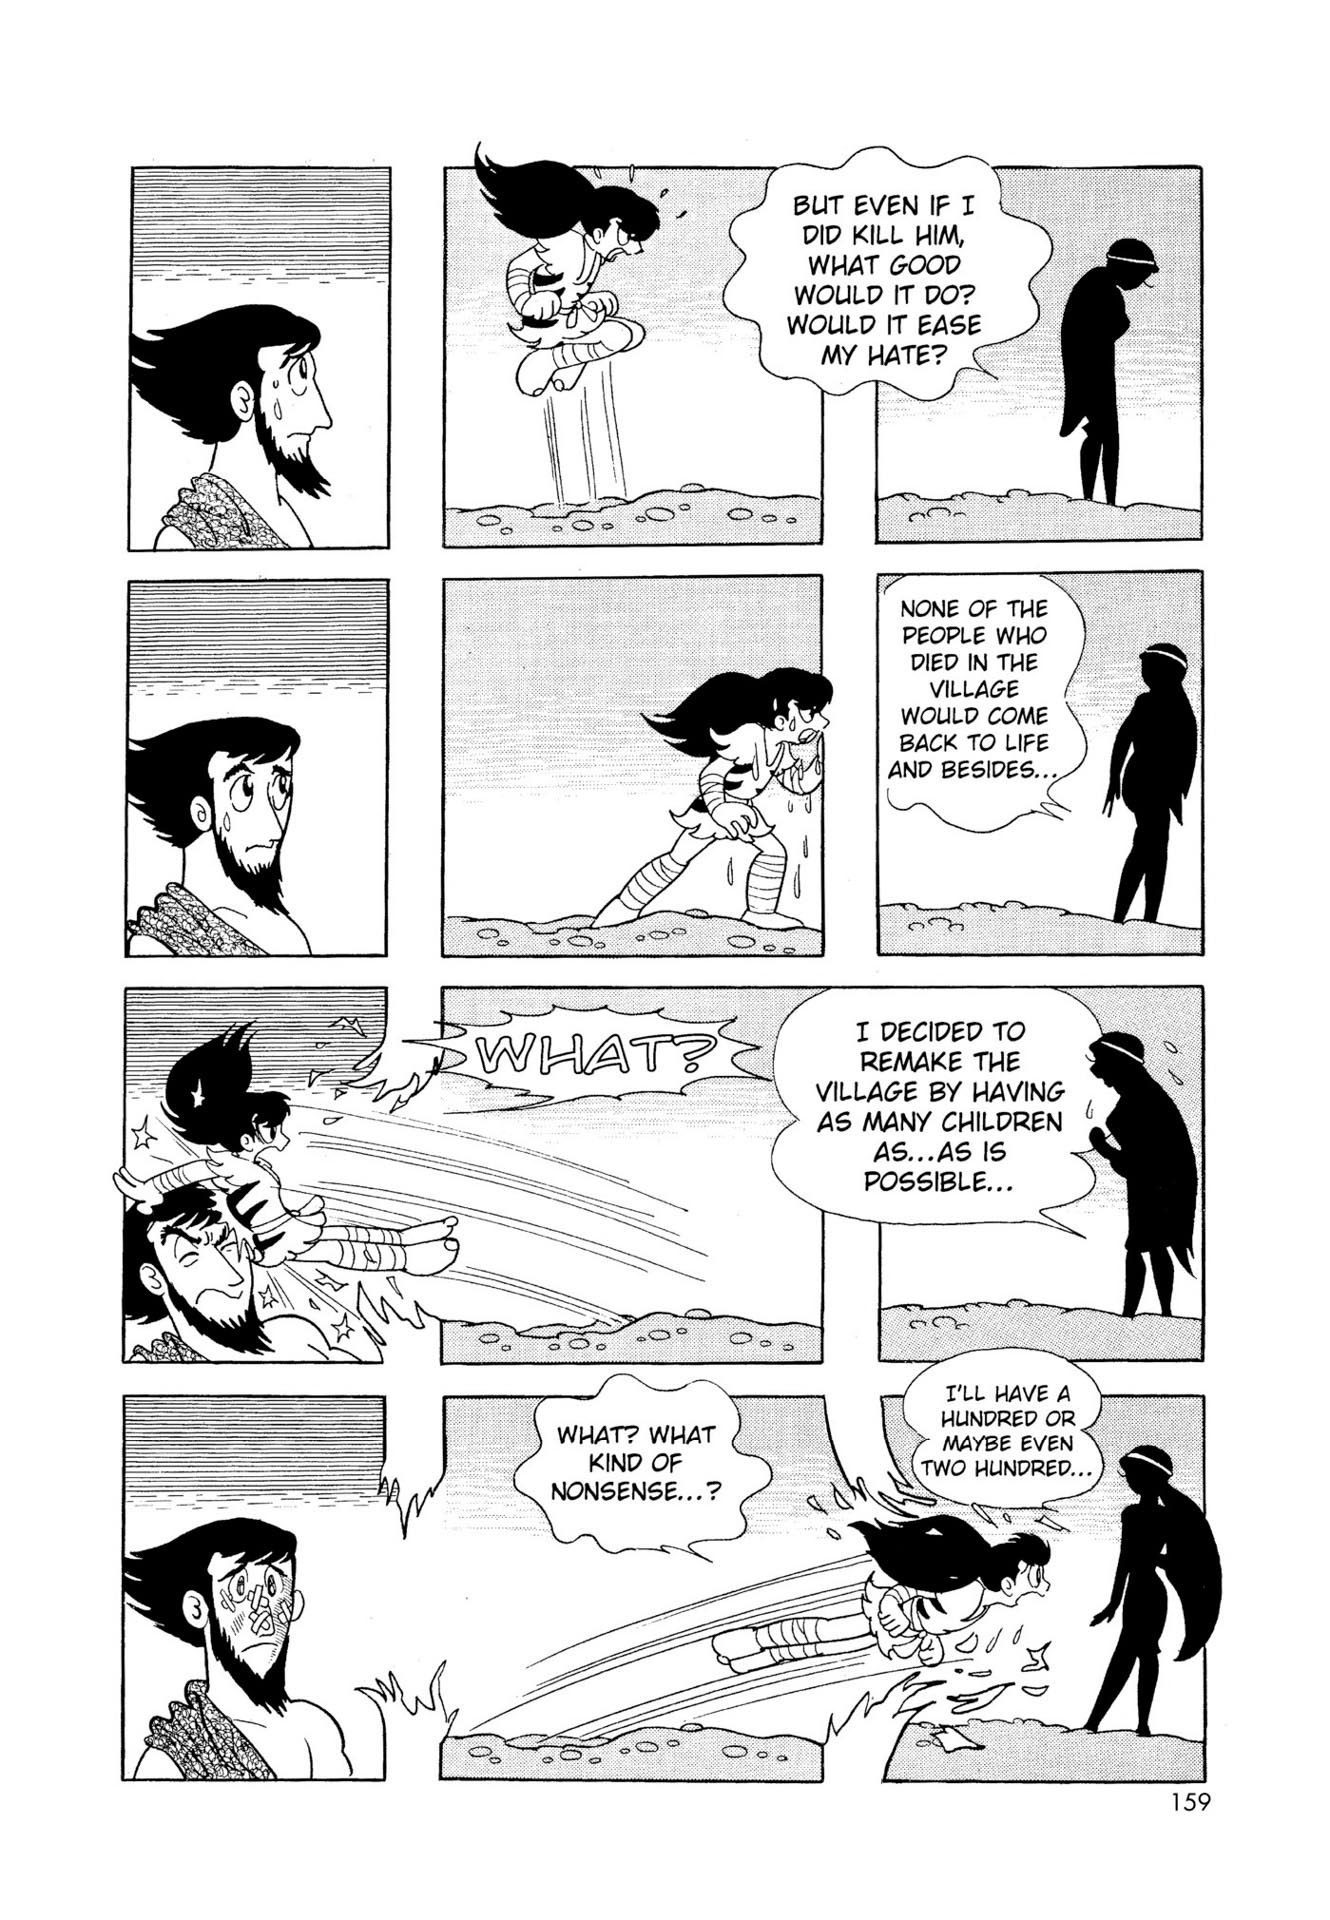 BUT EVEN IF I
DID KILL HIM,
WHAT GOOD
WOULD IT DO?
WOULD IT EASE
MY HATE?
NONE OF THE
PEOPLE WHO
DIED IN THE
VILLAGE
WOULD COME
BACK TO LIFE
AND BESIDES...
WHAT?
I DECIDED TO
REMAKE THE
VILLAGE BY HAVING
AS MANY CHILDREN
AS...AS IS
POSSIBLE...
WHAT? WHAT
KIND OF
NONSENSE...?
I'LL HAVE A
HUNDRED OR
MAYBE EVEN
TWO HUNDRED...
159